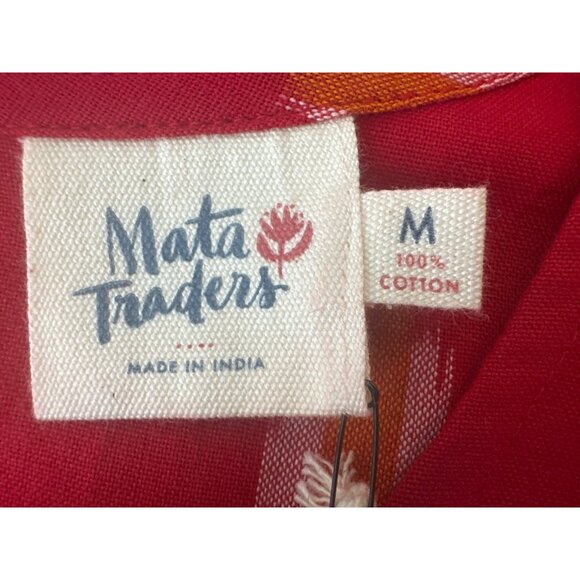 Mata
Traders
MADE IN INDIA
M
100%
COTTON